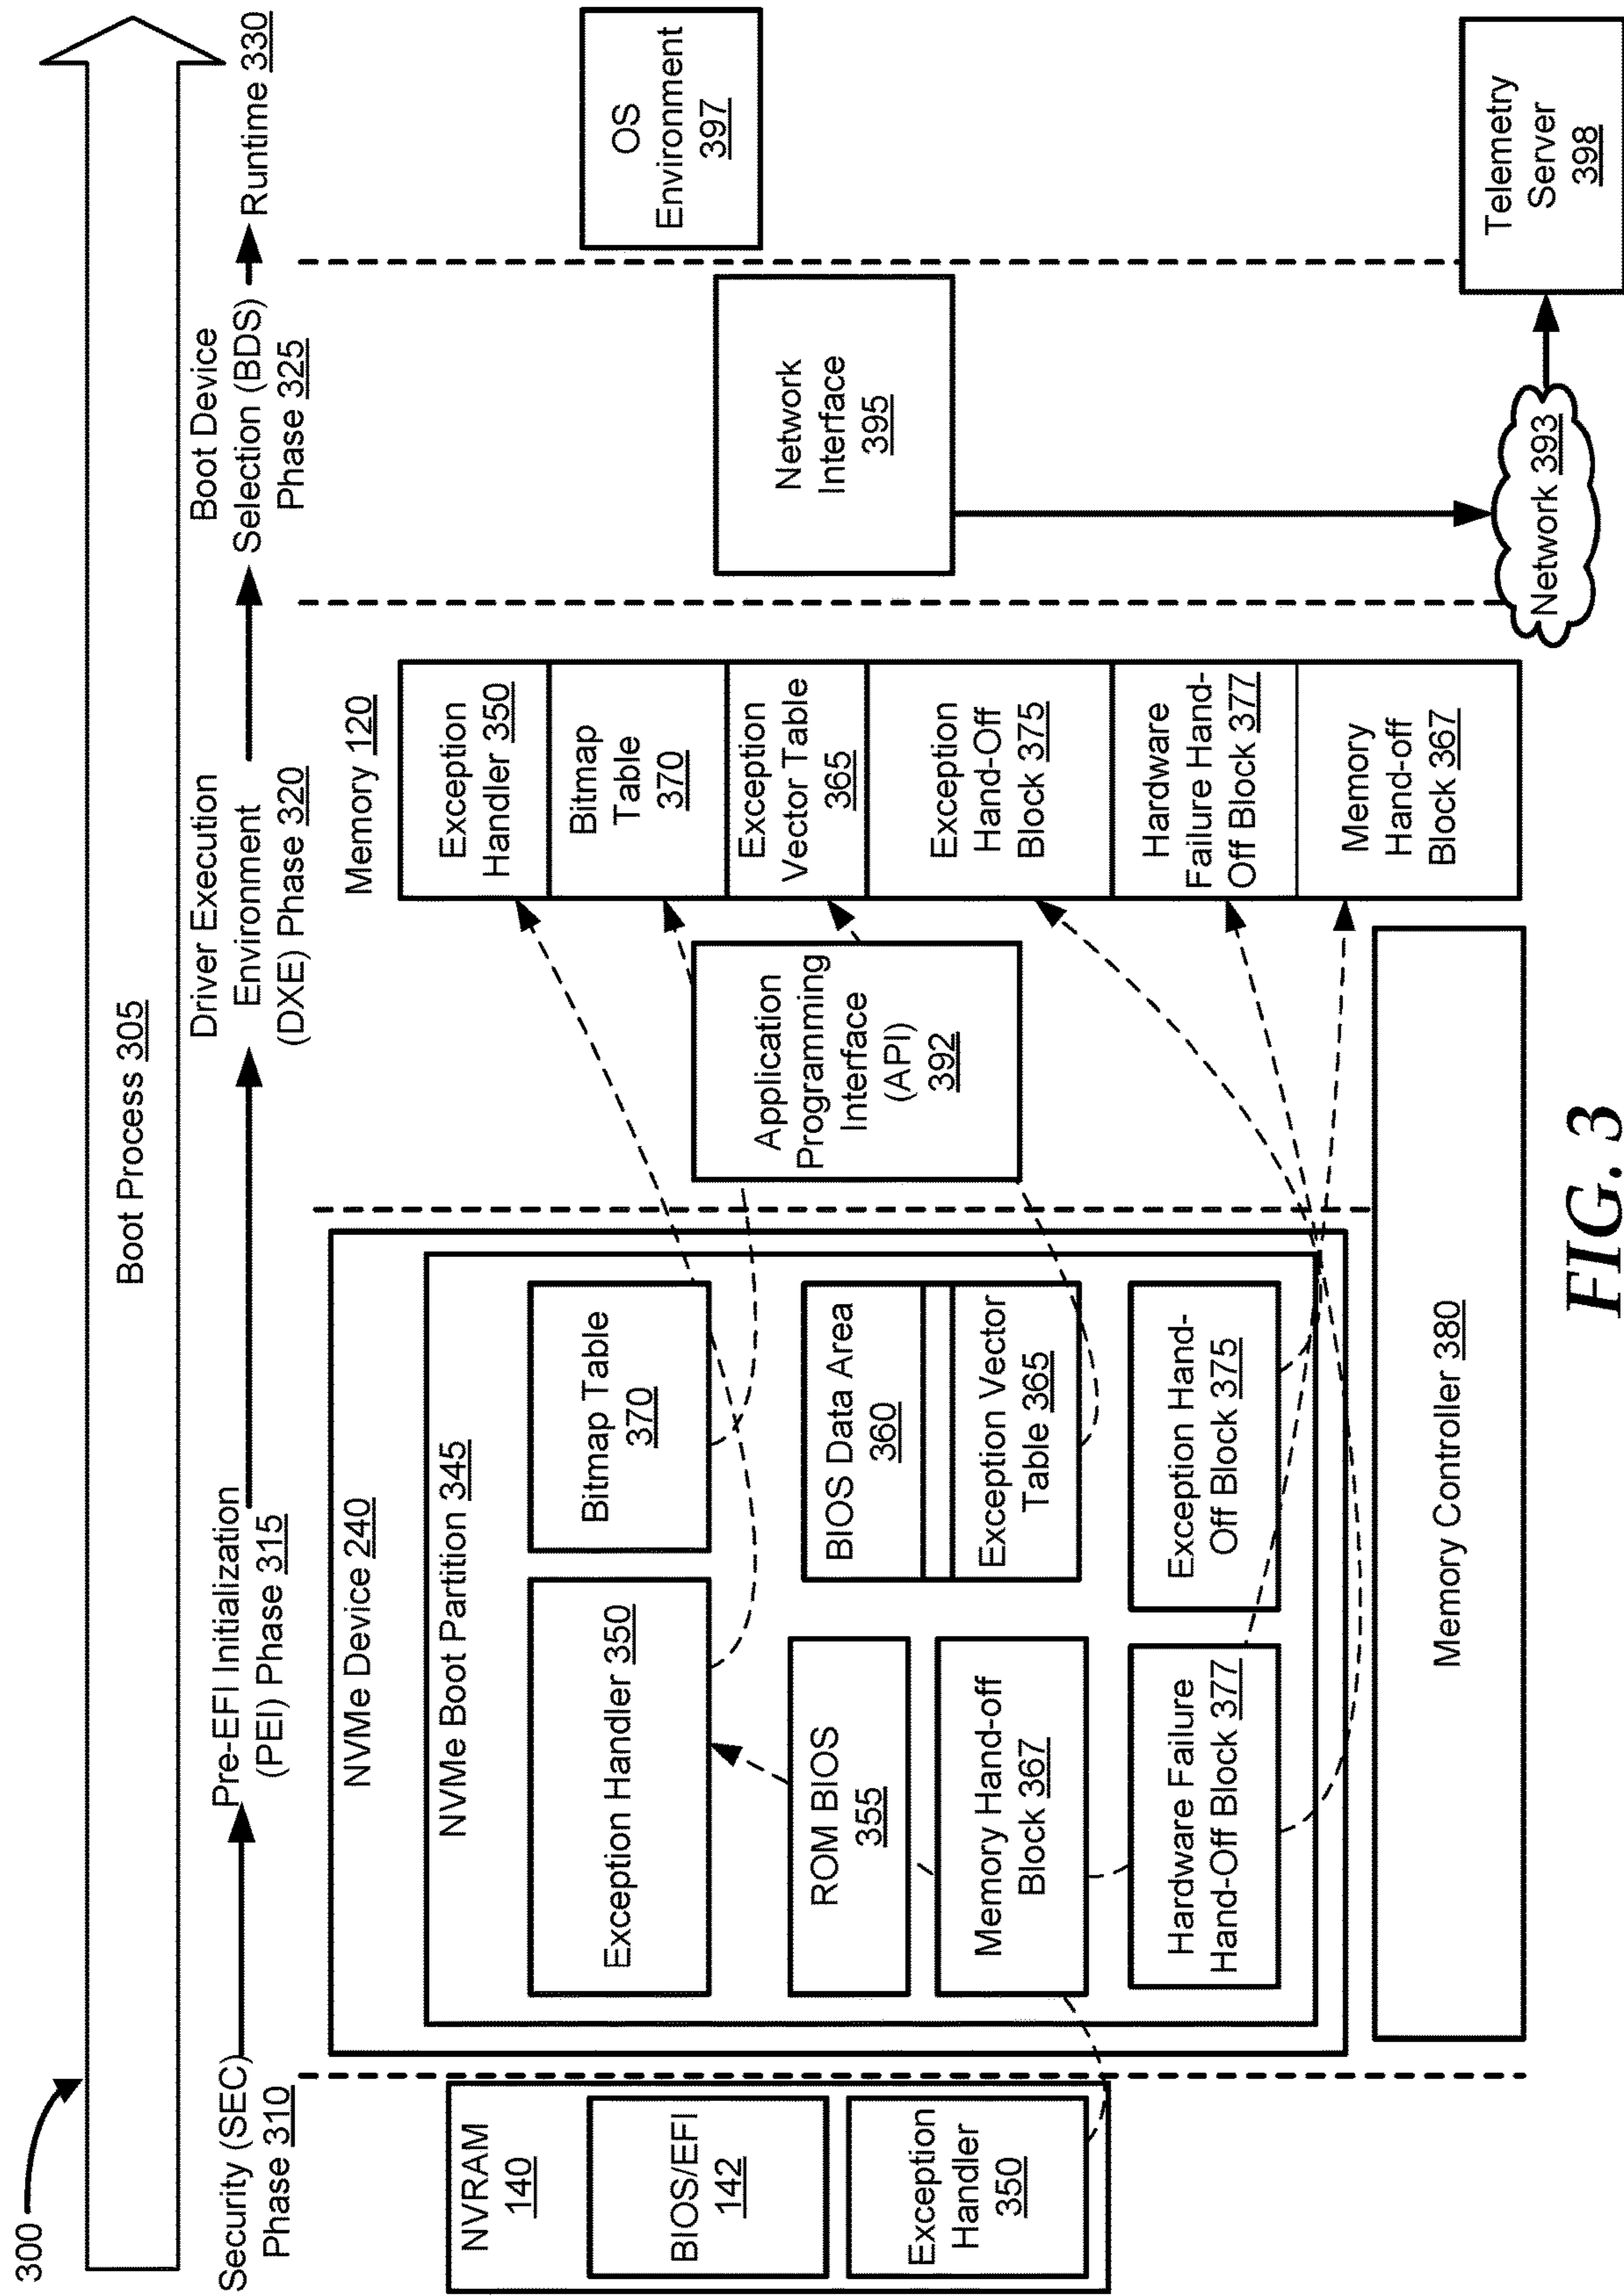 300
Boot Process 305
Security (SEC)
Phase 310
Pre-EFI Initialization
(PEI) Phase 315
Driver Execution
Environment
(DXE) Phase 320
Boot Device
Selection (BDS)
Phase 325
Runtime 330
NVRAM
140
BIOS/EFI
142
Exception
Handler
350
NVMe Device 240
NVMe Boot Partition 345
Exception Handler 350
Bitmap Table
370
ROM BIOS
355
BIOS Data Area
360
Exception Vector
Table 365
Memory Hand-off
Block 367
Hardware Failure
Hand-Off Block 377
Exception Hand-
Off Block 375
Application
Programming
Interface
(API)
392
Memory 120
Exception
Handler 350
Bitmap
Table
370
Exception
Vector Table
365
Exception
Hand-Off
Block 375
Hardware
Failure Hand-
Off Block 377
Memory
Hand-off
Block 367
Memory Controller 380
Network
Interface
395
OS
Environment
397
Network 393
Telemetry
Server
398
FIG. 3